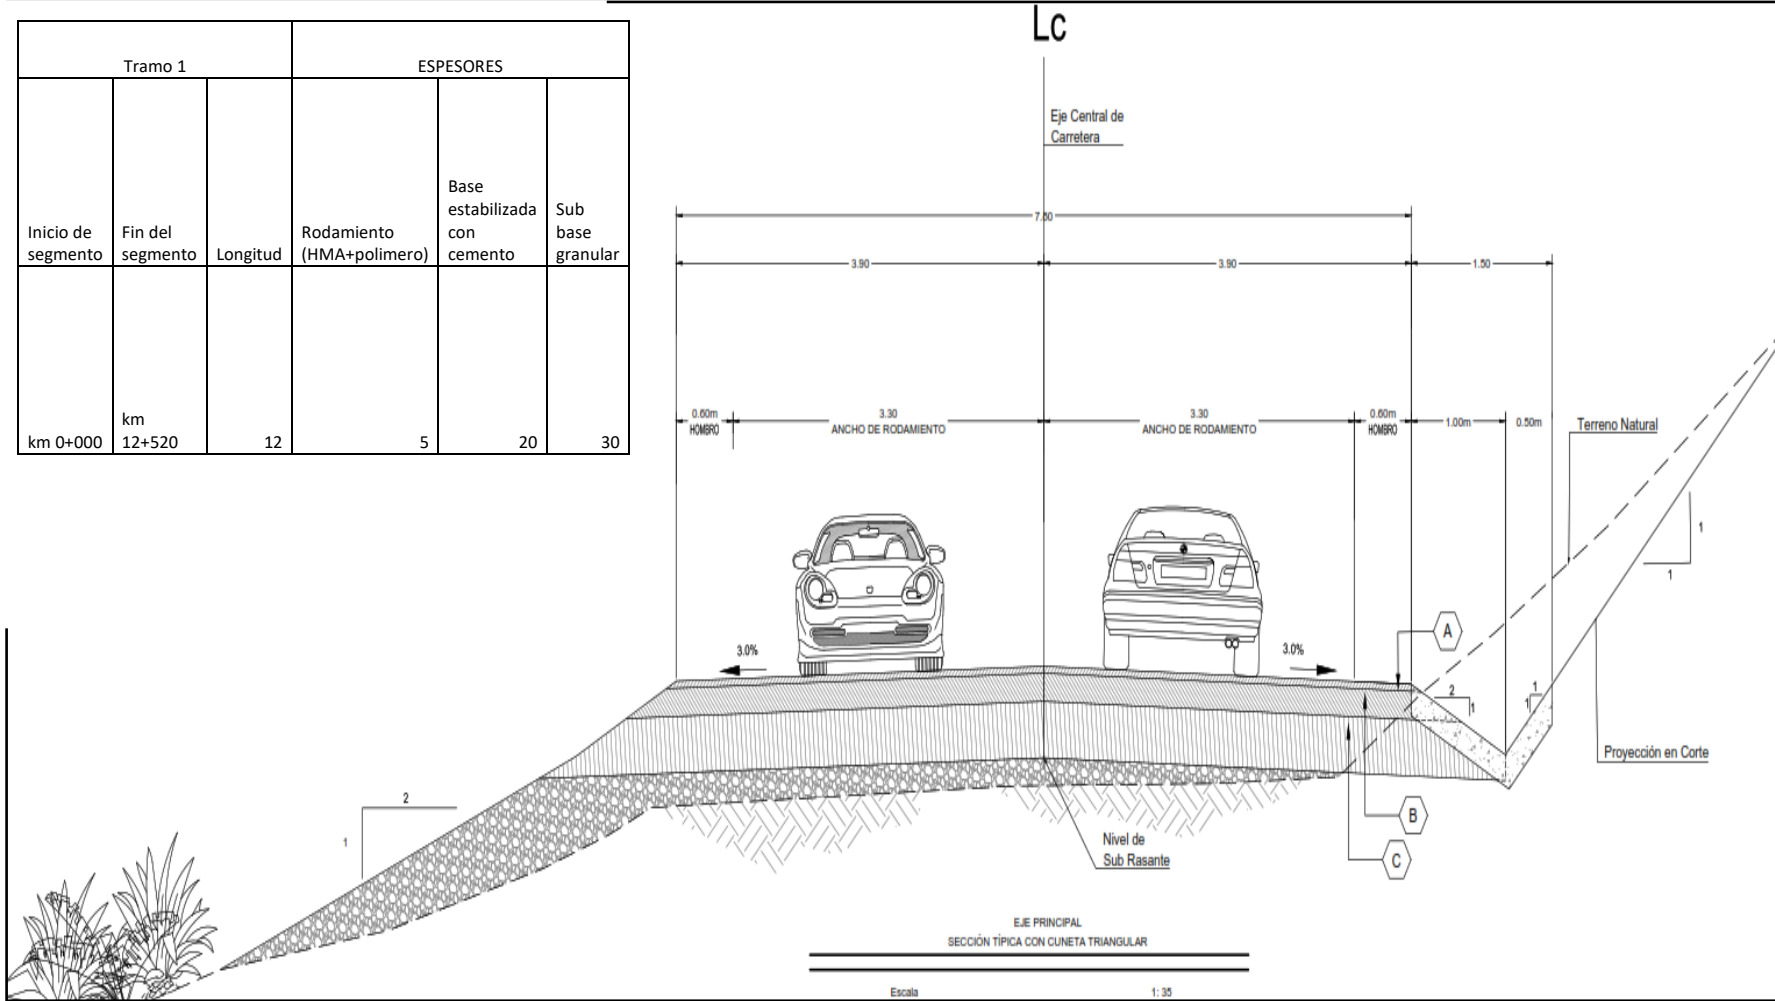 Lc
Tramo 1
ESPESORES
Inicio de
segmento
Fin del
segmento
Longitud
Rodamiento
(HMA+polimero)
Base
estabilizada
con
cemento
Sub
base
granular
km 0+000
km
12+520
12
5
20
30
Eje Central de
Carretera
3.90
3.90
1.50
0.60m
HOMBRO
3.30
ANCHO DE RODAMIENTO
3.30
ANCHO DE RODAMIENTO
0.60m
HOMBRO
1.00m
0.50m
Terreno Natural
1
1
3.0%
3.0%
A
2
1
1
1
Proyección en Corte
2
1
B
C
Nivel de
Sub Rasante
EJE PRINCIPAL
SECCIÓN TÍPICA CON CUNETA TRIANGULAR
Escala
1: 35